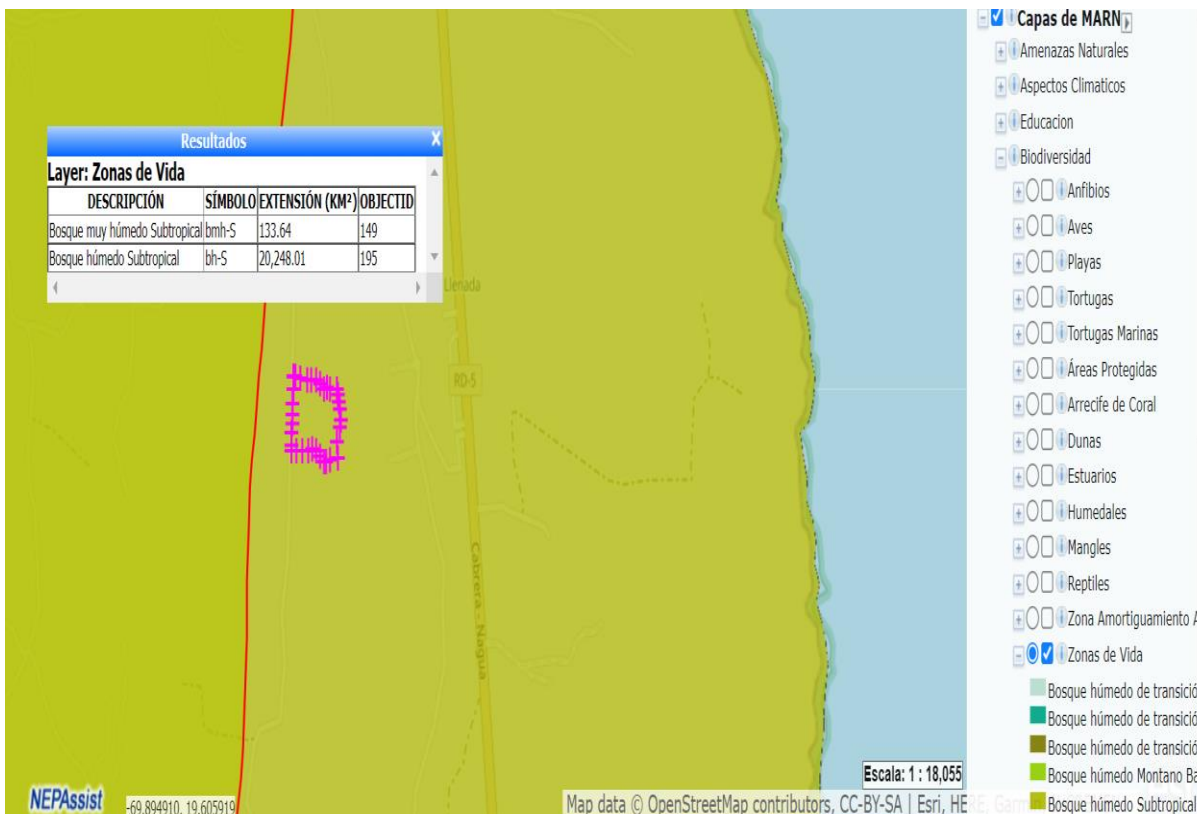 Resultados X
Layer: Zonas de Vida
DESCRIPCIÓN SÍMBOLO EXTENSIÓN (KM²) OBJECTID
Bosque muy húmedo Subtropical bmh-S 133.64 149
Bosque húmedo Subtropical bh-S 20,248.01 195
Llenada
RD-5
Cabrera - Nagua
Escala: 1 : 18,055
NEPAssist
-69.894910, 19.605919
Map data © OpenStreetMap contributors, CC-BY-SA | Esri, HERE, Garm
Capas de MARN
Amenazas Naturales
Aspectos Climaticos
Educacion
Biodiversidad
Anfibios
Aves
Playas
Tortugas
Tortugas Marinas
Áreas Protegidas
Arrecife de Coral
Dunas
Estuarios
Humedales
Mangles
Reptiles
Zona Amortiguamiento A
Zonas de Vida
Bosque húmedo de transició
Bosque húmedo de transició
Bosque húmedo de transició
Bosque húmedo Montano Ba
Bosque húmedo Subtropical